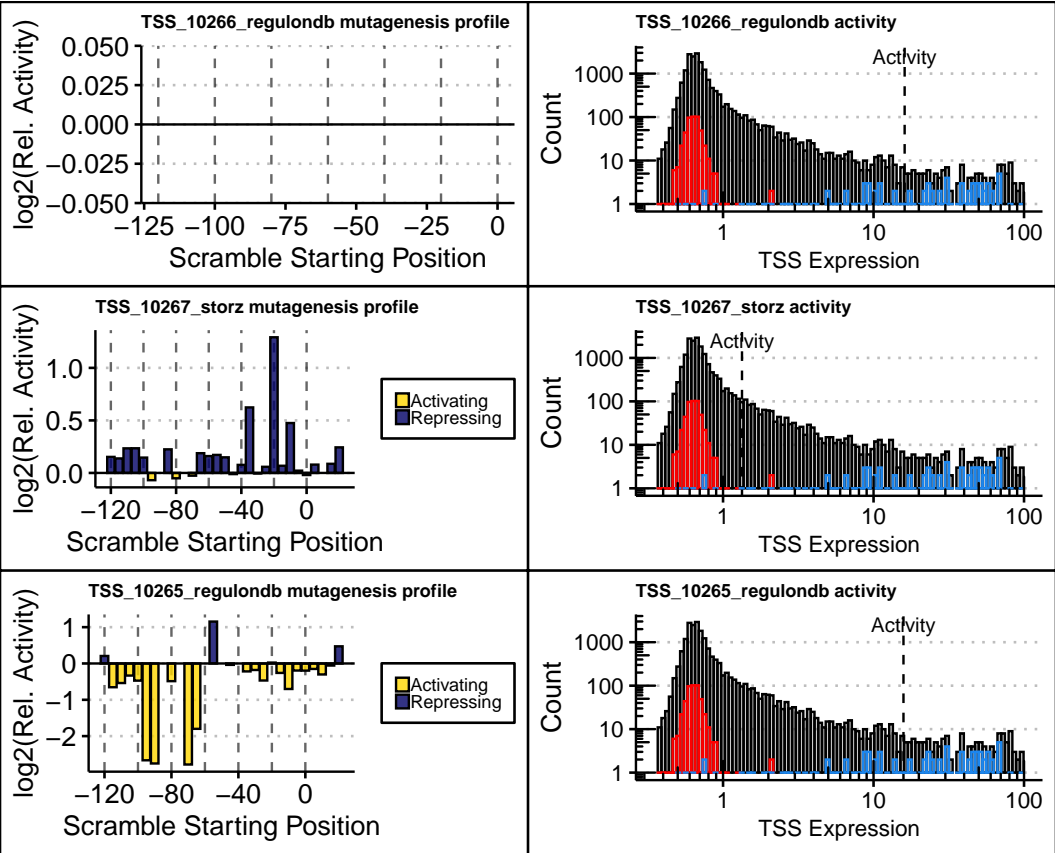 TSS_10266_regulondb mutagenesis profile
log2(Rel. Activity)
0.050
0.025
0.000
−0.025
−0.050
−125 −100 −75 −50 −25 0
Scramble Starting Position
TSS_10266_regulondb activity
Count
Activity
1000
100
10
1
1 10 100
TSS Expression
TSS_10267_storz mutagenesis profile
log2(Rel. Activity)
1.0
0.5
0.0
−120 −80 −40 0
Scramble Starting Position
Activating
Repressing
TSS_10267_storz activity
Count
Activity
1000
100
10
1
1 10 100
TSS Expression
TSS_10265_regulondb mutagenesis profile
log2(Rel. Activity)
1
0
−1
−2
−120 −80 −40 0
Scramble Starting Position
Activating
Repressing
TSS_10265_regulondb activity
Count
Activity
1000
100
10
1
1 10 100
TSS Expression